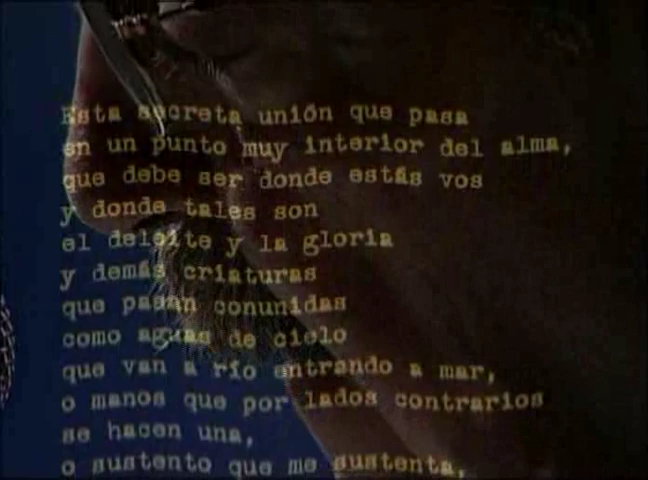 Esta secreta unión que pasa
en un punto muy interior del alma,
que debe ser donde estás vos
y donde tales son
el deleite y la gloria
y demás criaturas
que pasan conunidas
como aguas de cielo
que van a río entrando a mar,
o manos que por lados contrarios
se hacen una,
o sustento que me sustenta,